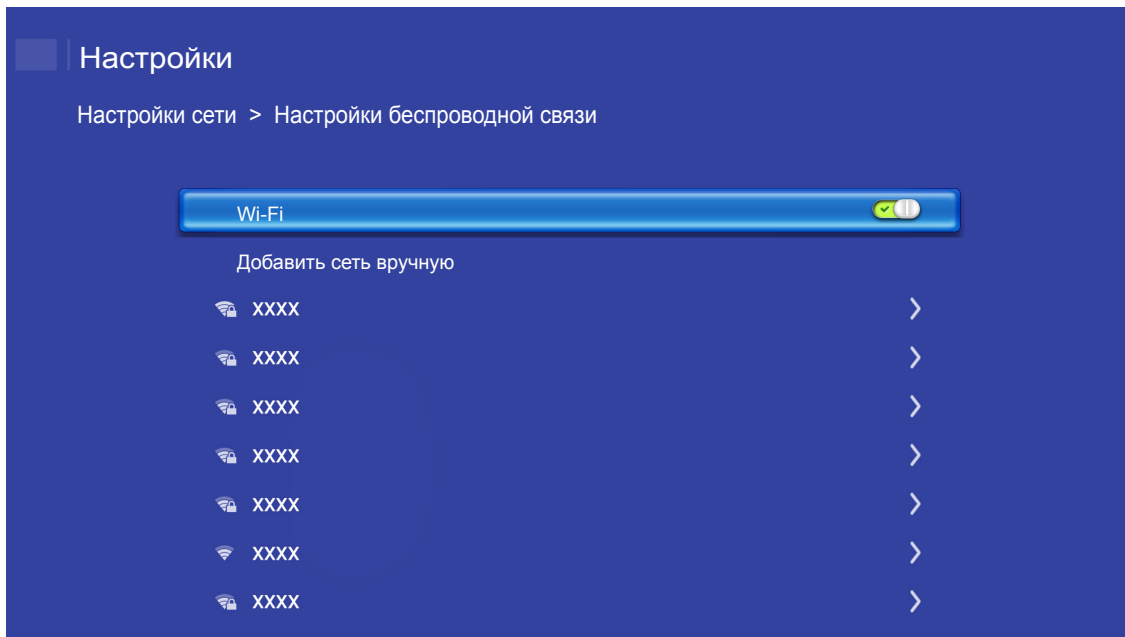 Настройки
Настройки сети > Настройки беспроводной связи
Wi-Fi
Добавить сеть вручную
XXXX
XXXX
XXXX
XXXX
XXXX
XXXX
XXXX